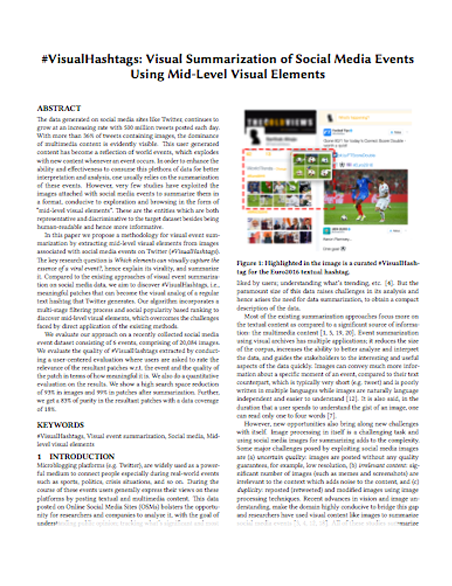 #VisualHashtags: Visual Summarization of Social Media Events
Using Mid-Level Visual Elements
ABSTRACT
The data generated on social media sites like Twitter, continues to
grow at an increasing rate with 500 million tweets posted each day.
With more than 36% of tweets containing images, the dominance
of multimedia content is evidently visible. This user generated
content has become a reflection of world events, which explodes
with new content whenever an event occurs. In order to enhance the
ability and effectiveness to consume this plethora of data for better
interpretation and analysis, one usually relies on the summarization
of these events. However, very few studies have exploited the
images attached with social media events to summarize them in
a format, conducive to exploration and browsing in the form of
"mid-level visual elements". These are the entities which are both
representative and discriminative to the target dataset besides being
human-readable and hence more informative.
In this paper we propose a methodology for visual event sum-
marization by extracting mid-level visual elements from images
associated with social media events on Twitter (#VisualHashtags).
The key research question is Which elements can visually capture the
essence of a viral event?, hence explain its virality, and summarize
it. Compared to the existing approaches of visual event summariza-
tion on social media data, we aim to discover #VisualHashtags, i.e.,
meaningful patches that can become the visual analog of a regular
text hashtag that Twitter generates. Our algorithm incorporates a
multi-stage filtering process and social popularity based ranking to
discover mid-level visual elements, which overcomes the challenges
faced by direct application of the existing methods.
We evaluate our approach on a recently collected social media
event dataset consisting of 5 events, comprising of 20,084 images.
We evaluate the quality of #VisualHashtags extracted by conduct-
ing a user-centered evaluation where users are asked to rate the
relevance of the resultant patches w.r.t. the event and the quality of
the patch in terms of how meaningful it is. We also do a quantitative
evaluation on the results. We show a high search space reduction
of 93% in images and 99% in patches after summarization. Further,
we get a 83% of purity in the resultant patches with a data coverage
of 18%.
KEYWORDS
#VisualHashtags, Visual event summarization, Social media, Mid-
level elements
1 INTRODUCTION
Microblogging platforms (e.g. Twitter), are widely used as a power-
ful medium to connect people especially during real-world events
such as sports, politics, crisis situations, and so on. During the
course of these events users generally express their views on these
platforms by posting textual and multimedia content. This data
posted on Online Social Media Sites (OSMs) bolsters the opportu-
nity for researchers and companies to analyze it, with the goal of
Figure 1: Highlighted in the image is a curated #VisualHash-
tag for the Euro2016 textual hashtag.
liked by users; understanding what's trending, etc. [4]. But the
paramount size of this data raises challenges in its analysis and
hence arises the need for data summarization, to obtain a compact
description of the data.
Most of the existing summarization approaches focus more on
the textual content as compared to a significant source of informa-
tion: the multimedia content [1, 5, 19, 20]. Event summarization
using visual archives has multiple applications; it reduces the size
of the corpus, increases the ability to better analyze and interpret
the data, and guides the stakeholders to the interesting and useful
aspects of the data quickly. Images can convey much more infor-
mation about a specific moment of an event, compared to their text
counterpart, which is typically very short (e.g. tweet) and is poorly
written in multiple languages while images are naturally language
independent and easier to understand [12]. It is also said, in the
duration that a user spends to understand the gist of an image, one
can read only one to four words [7].
However, new opportunities also bring along new challenges
with itself. Image processing in itself is a challenging task and
using social media images for summarizing adds to the complexity.
Some major challenges posed by exploiting social media images
are (a) uncertain quality: images are posted without any quality
guarantees, for example, low resolution, (b) irrelevant content: sig-
nificant number of images (such as memes and screenshots) are
irrelevant to the context which adds noise to the content, and (c)
duplicity: reposted (retweeted) and modified images using image
processing techniques. Recent advances in vision and image un-
derstanding, make the domain highly conducive to bridge this gap
and researchers have used visual content like images to summarize